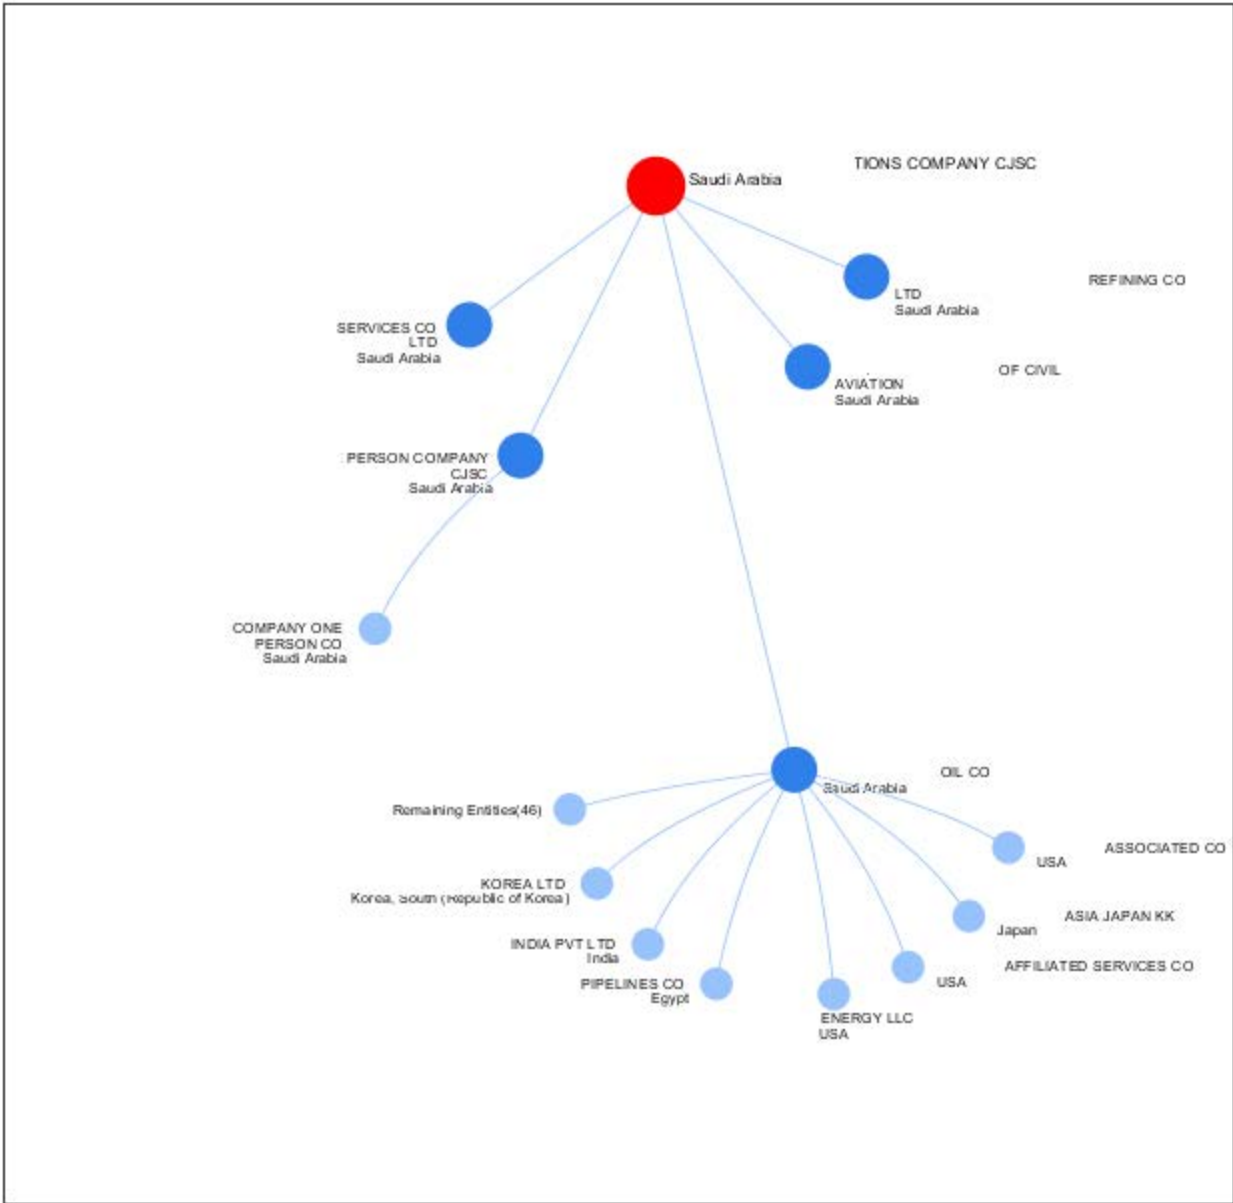 TIONS COMPANY CJSC
Saudi Arabia
REFINING CO
LTD
Saudi Arabia
SERVICES CO
LTD
Saudi Arabia
OF CIVIL
AVIATION
Saudi Arabia
PERSON COMPANY
CJSC
Saudi Arabia
COMPANY ONE
PERSON CO
Saudi Arabia
OIL CO
Saudi Arabia
Remaining Entities(46)
ASSOCIATED CO
USA
KOREA LTD
Korea, South (Republic of Korea)
ASIA JAPAN KK
Japan
INDIA PVT LTD
India
AFFILIATED SERVICES CO
USA
PIPELINES CO
Egypt
ENERGY LLC
USA